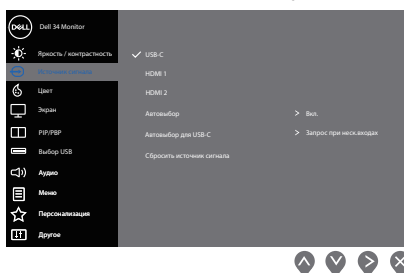 DELL
Dell 34 Monitor
Яркость / контрастность
Источник сигнала
Цвет
Экран
PIP/PBP
Выбор USB
Аудио
Меню
Персонализация
Другое
USB-C
HDMI 1
HDMI 2
Автовыбор > Вкл.
Автовыбор для USB-C > Запрос при неск.входах
Сбросить источник сигнала